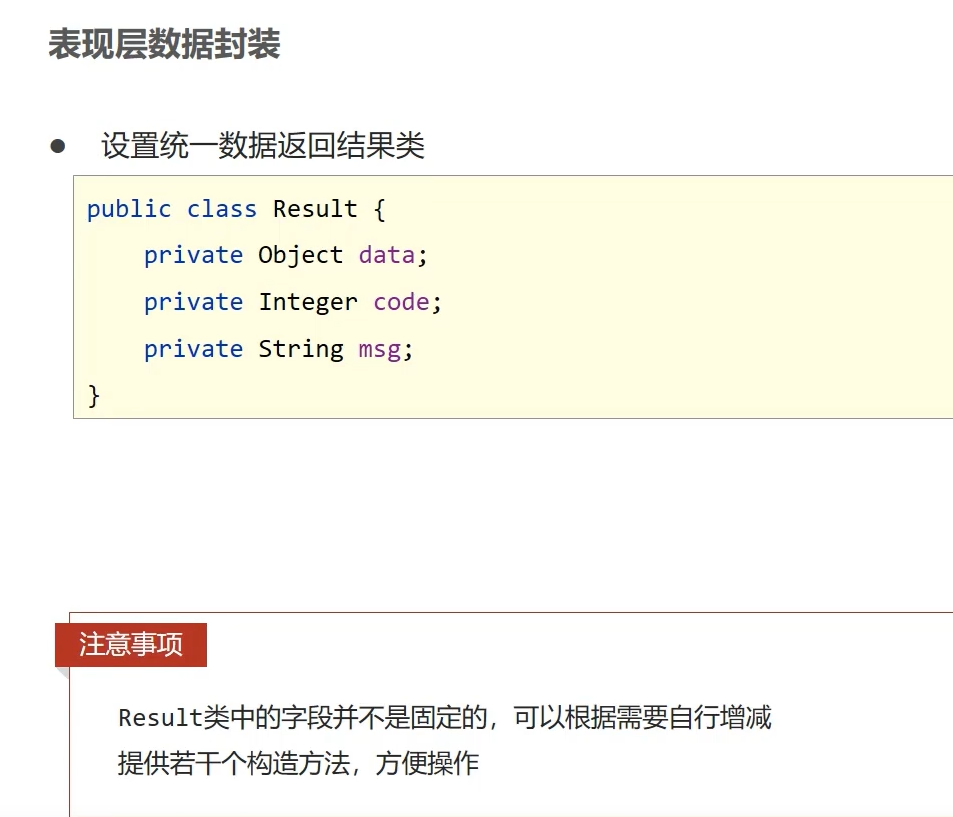 表现层数据封装
● 设置统一数据返回结果类
public class Result {
    private Object data;
    private Integer code;
    private String msg;
}
注意事项
Result类中的字段并不是固定的，可以根据需要自行增减
提供若干个构造方法，方便操作